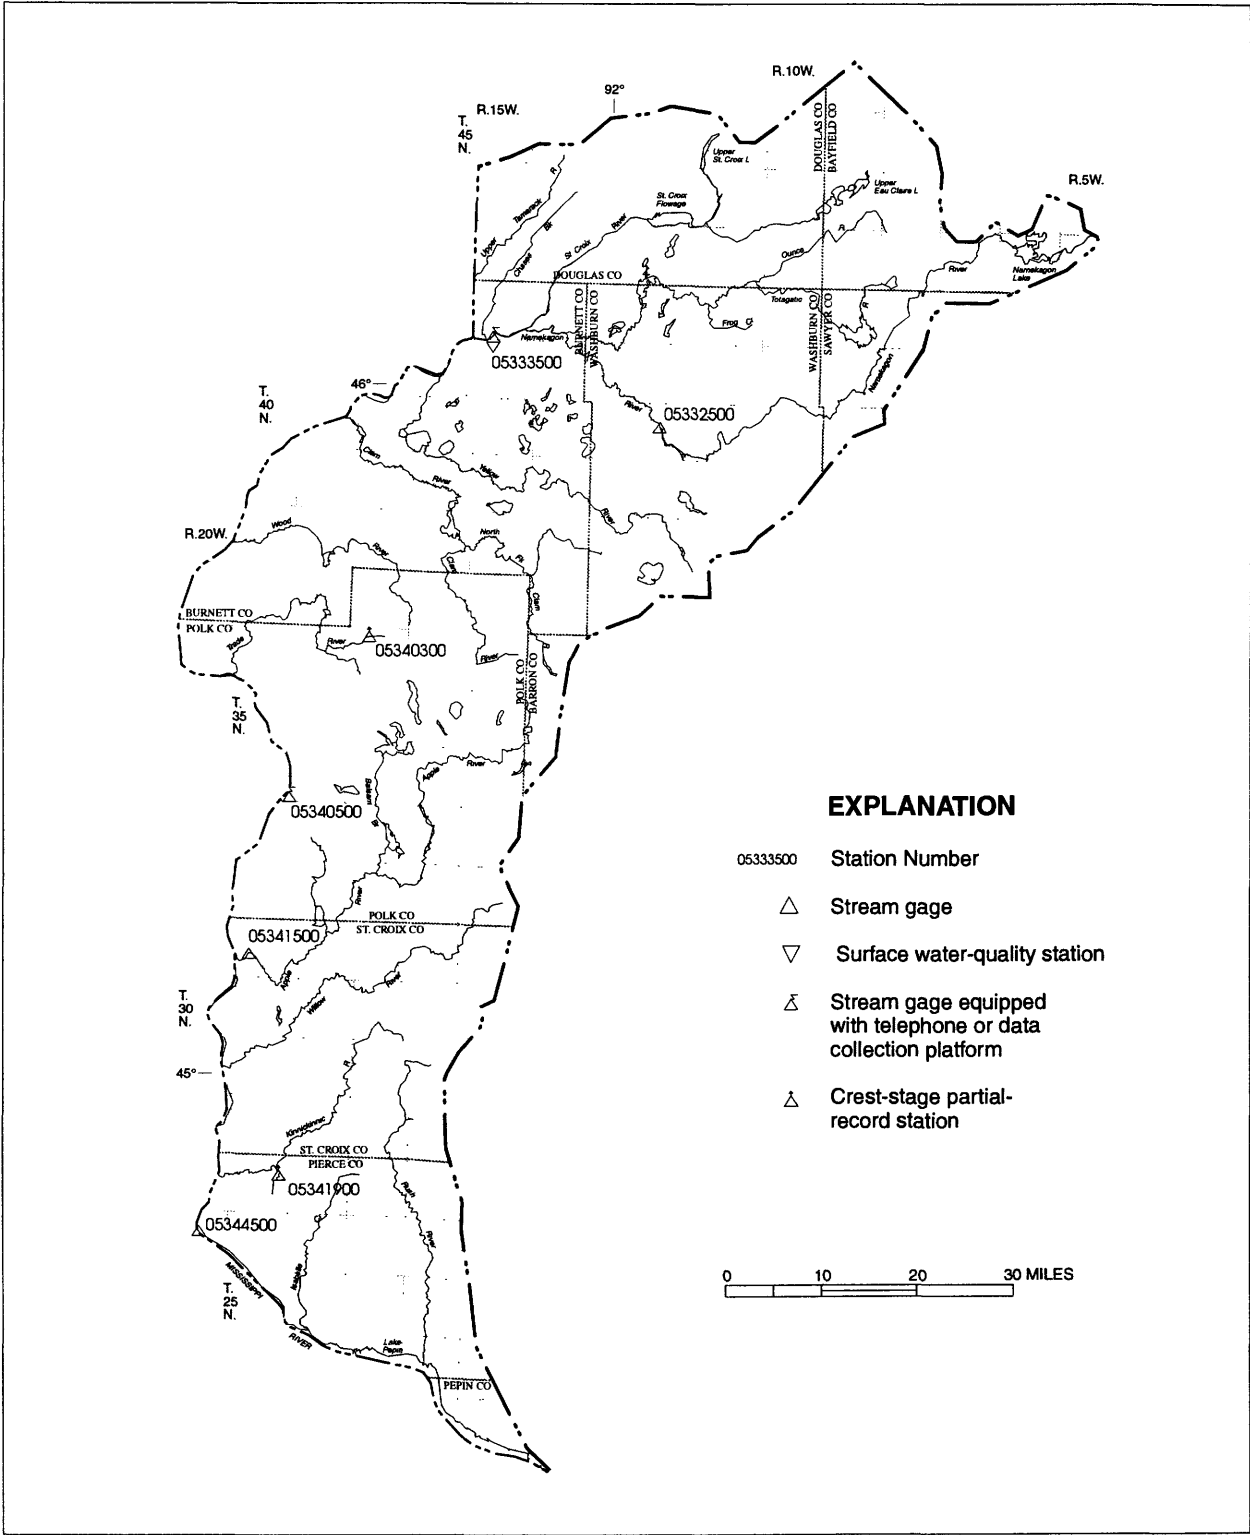 R.10W.
92°
R.15W.
T.
45
N.
DOUGLAS CO
BAYFIELD CO
Upper
St. Croix L
R.5W.
Upper
Eau Claire L
St. Croix
Flowage
Upper Tamarack R
Chases Br
St Croix River
Ounce R
Namekagon
Lake
River
DOUGLAS CO
BURNETT CO
WASHBURN CO
Totagatic
R
Frog Cr
WASHBURN CO
SAWYER CO
Namekagon
05333500
46°
Namekagon
T.
40
N.
River
05332500
Clam
River
Yellow
River
R.20W.
Wood
River
North
Fk
Clam
Clam
BURNETT CO
POLK CO
Trade
River
05340300
River
R
POLK CO
BARRON CO
T.
35
N.
Apple
River
Balsam
Br
05340500
EXPLANATION
05333500 Station Number
Stream gage
Surface water-quality station
Stream gage equipped
with telephone or data
collection platform
Crest-stage partial-
record station
River
POLK CO
ST. CROIX CO
05341500
Apple
River
Willow
T.
30
N.
45°
R
Kinnickinnic
ST. CROIX CO
PIERCE CO
05341900
Rush
River
05344500
Cr
Isabelle
MISSISSIPPI
RIVER
T.
25
N.
0 10 20 30 MILES
Lake
Pepin
PEPIN CO